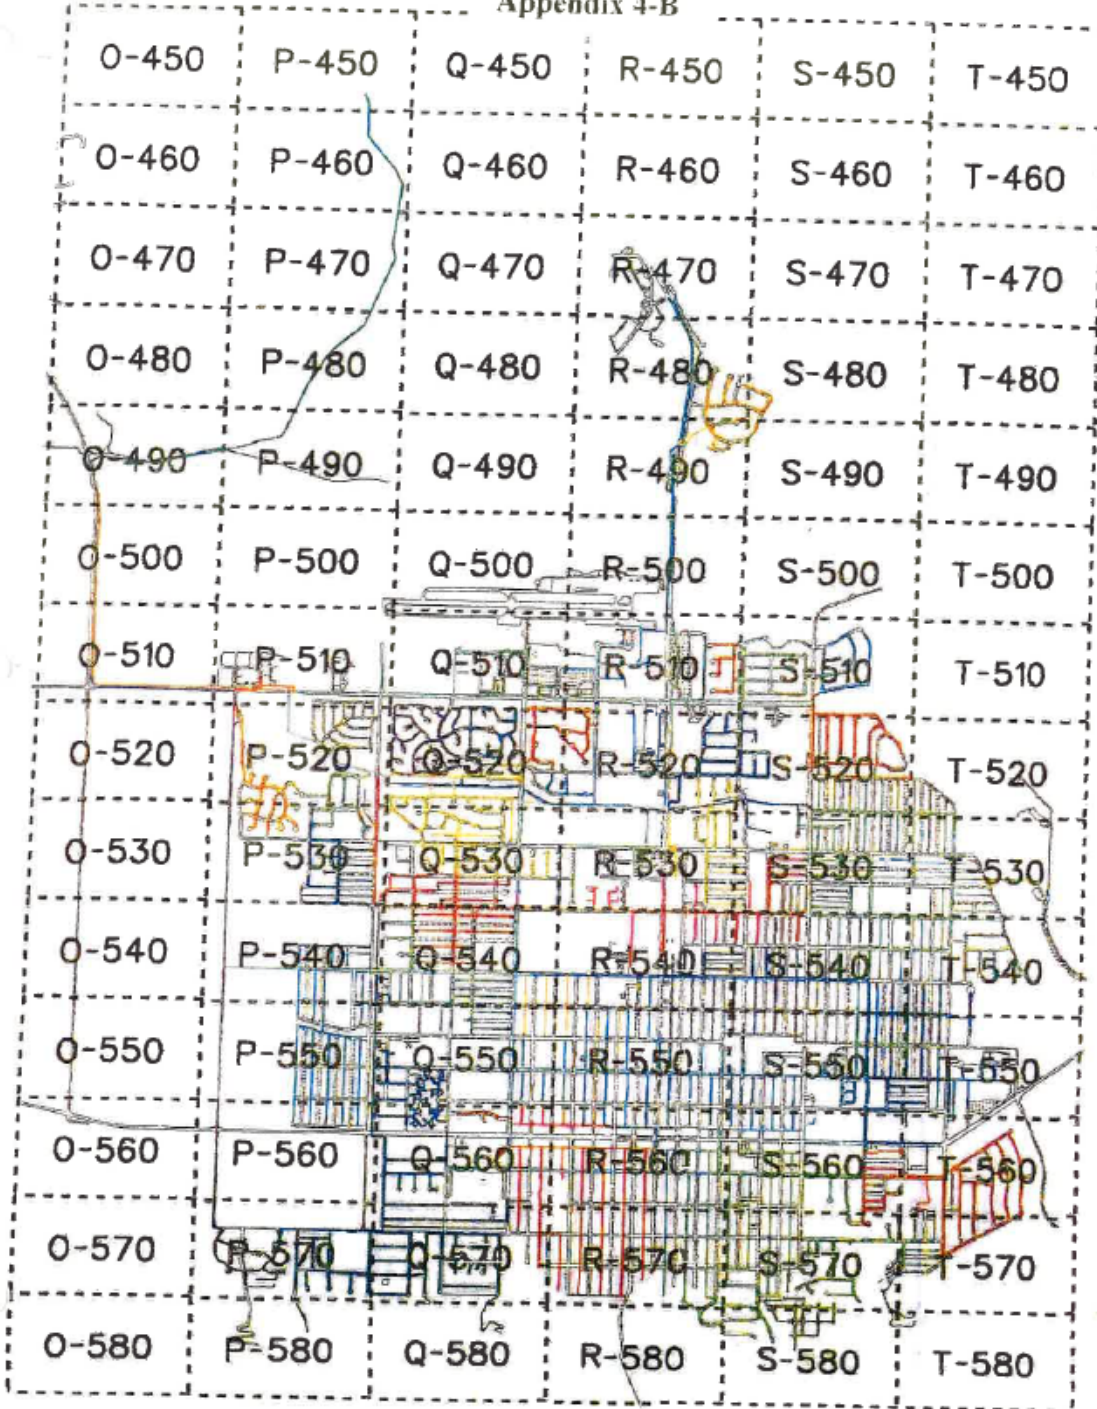 Appendix 4-B
O-450 P-450 Q-450 R-450 S-450 T-450
O-460 P-460 Q-460 R-460 S-460 T-460
O-470 P-470 Q-470 R-470 S-470 T-470
O-480 P-480 Q-480 R-480 S-480 T-480
O-490 P-490 Q-490 R-490 S-490 T-490
O-500 P-500 Q-500 R-500 S-500 T-500
O-510 P-510 Q-510 R-510 S-510 T-510
O-520 P-520 Q-520 R-520 S-520 T-520
O-530 P-530 Q-530 R-530 S-530 T-530
O-540 P-540 Q-540 R-540 S-540 T-540
O-550 P-550 Q-550 R-550 S-550 T-550
O-560 P-560 Q-560 R-560 S-560 T-560
O-570 P-570 Q-570 R-570 S-570 T-570
O-580 P-580 Q-580 R-580 S-580 T-580